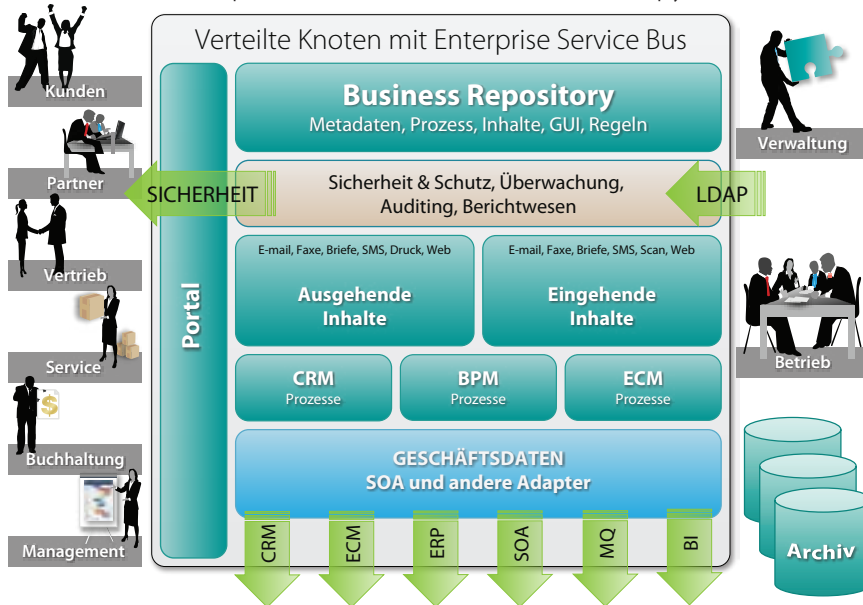 Verteilte Knoten mit Enterprise Service Bus
Kunden
Partner
Vertrieb
Service
Buchhaltung
Management
Portal
Business Repository
Metadaten, Prozess, Inhalte, GUI, Regeln
SICHERHEIT
Sicherheit & Schutz, Überwachung,
Auditing, Berichtwesen
LDAP
E-mail, Faxe, Briefe, SMS, Druck, Web
Ausgehende
Inhalte
E-mail, Faxe, Briefe, SMS, Scan, Web
Eingehende
Inhalte
CRM
Prozesse
BPM
Prozesse
ECM
Prozesse
GESCHÄFTSDATEN
SOA und andere Adapter
CRM
ECM
ERP
SOA
MQ
BI
Verwaltung
Betrieb
Archiv